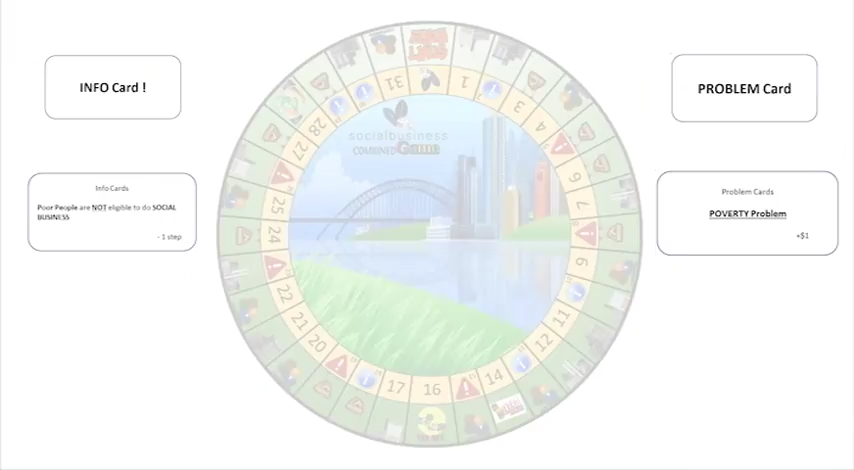 INFO Card !
PROBLEM Card
Info Cards
Poor People are NOT eligible to do SOCIAL
BUSINESS
- 1 step
Problem Cards
POVERTY Problem
+$1
socialbusiness
COMBINED Game
31
1
3
4
6
7
9
11
12
14
16
17
20
21
22
24
25
27
28